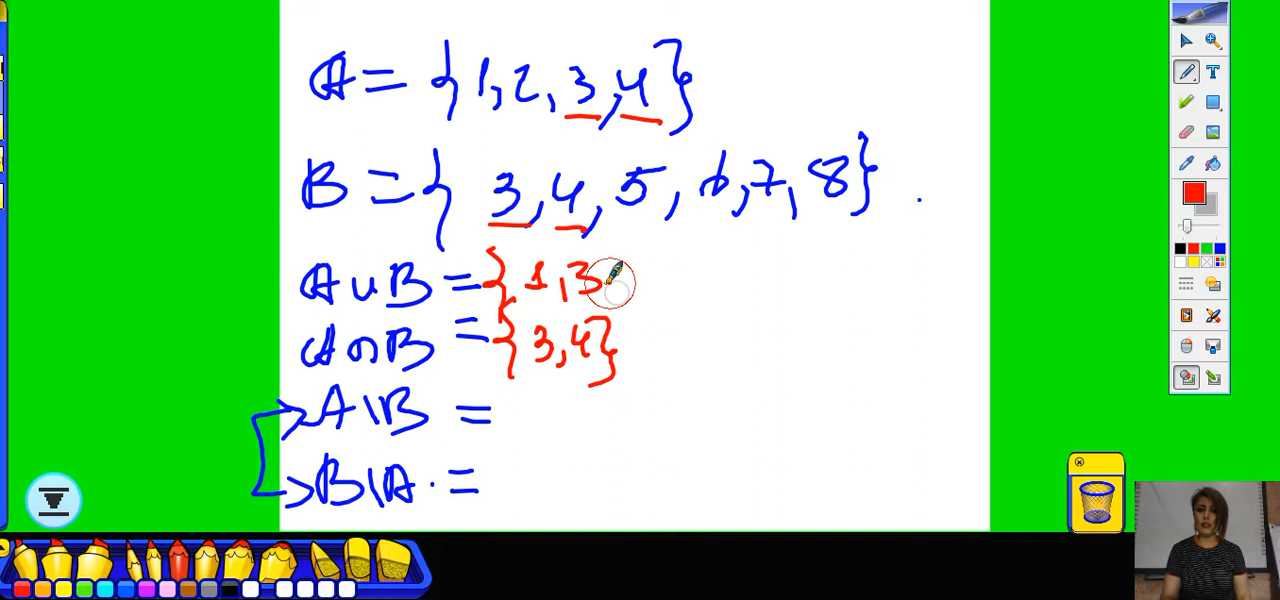 A = {1,2,3,4}
B = {3,4,5,6,7,8}.
A∪B = {1,3
A∩B = {3,4}
A\B =
B\A. =